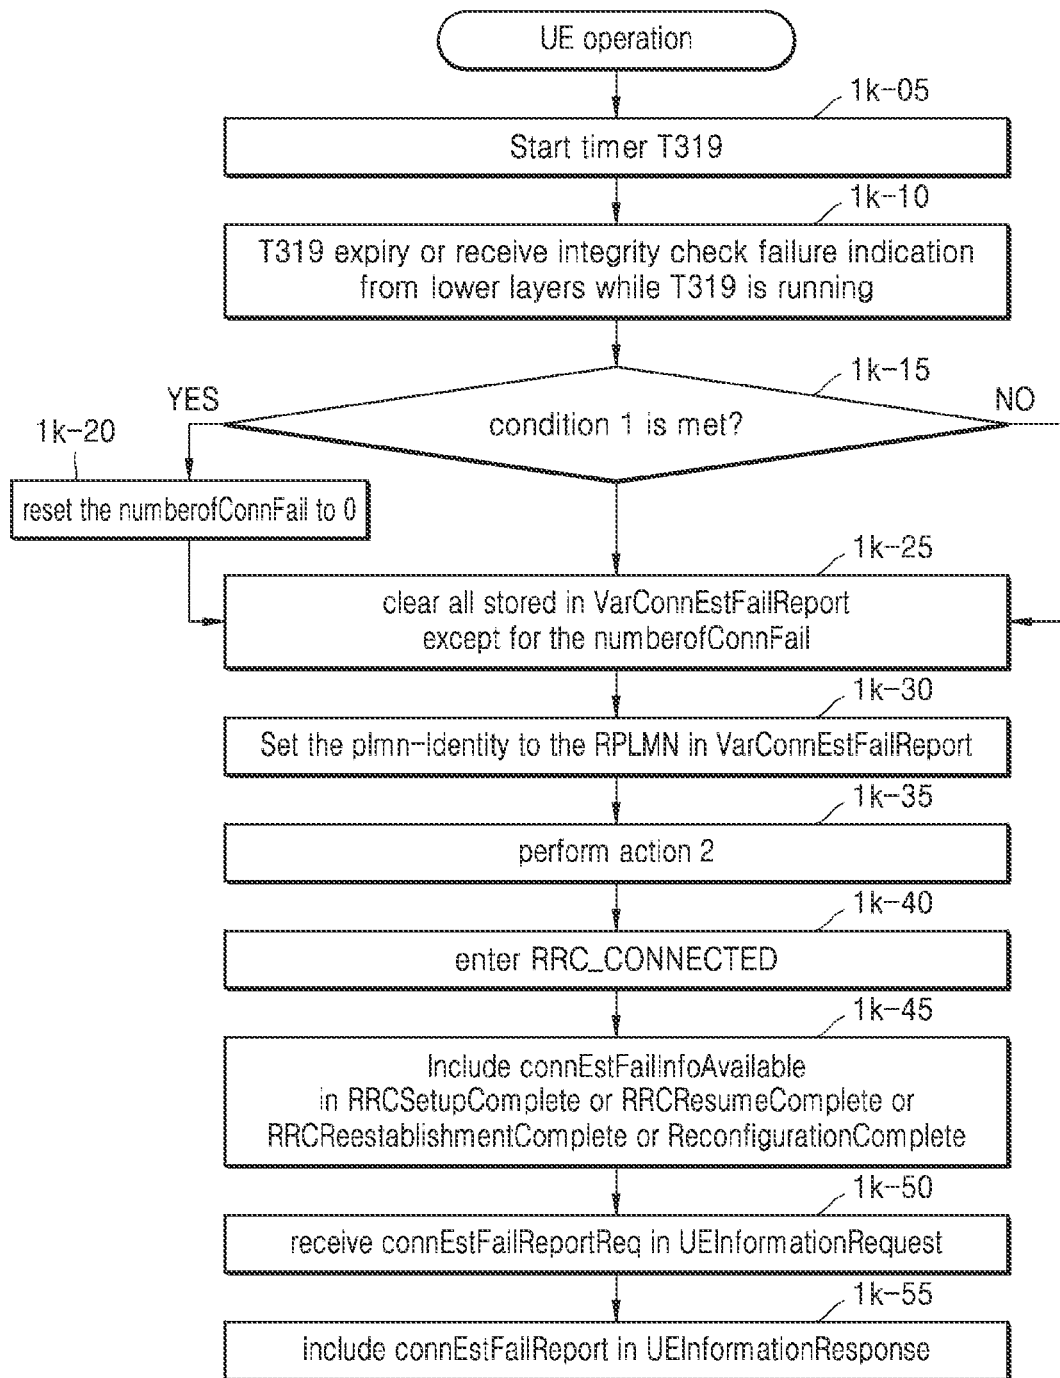 UE operation
1k-05
Start timer T319
1k-10
T319 expiry or receive integrity check failure indication
from lower layers while T319 is running
1k-15
YES
NO
condition 1 is met?
1k-20
reset the numberofConnFail to 0
1k-25
clear all stored in VarConnEstFailReport
except for the numberofConnFail
1k-30
Set the plmn-Identity to the RPLMN in VarConnEstFailReport
1k-35
perform action 2
1k-40
enter RRC_CONNECTED
1k-45
Include connEstFailInfoAvailable
in RRCSetupComplete or RRCResumeComplete or
RRCReestablishmentComplete or ReconfigurationComplete
1k-50
receive connEstFailReportReq in UEInformationRequest
1k-55
include connEstFailReport in UEInformationResponse